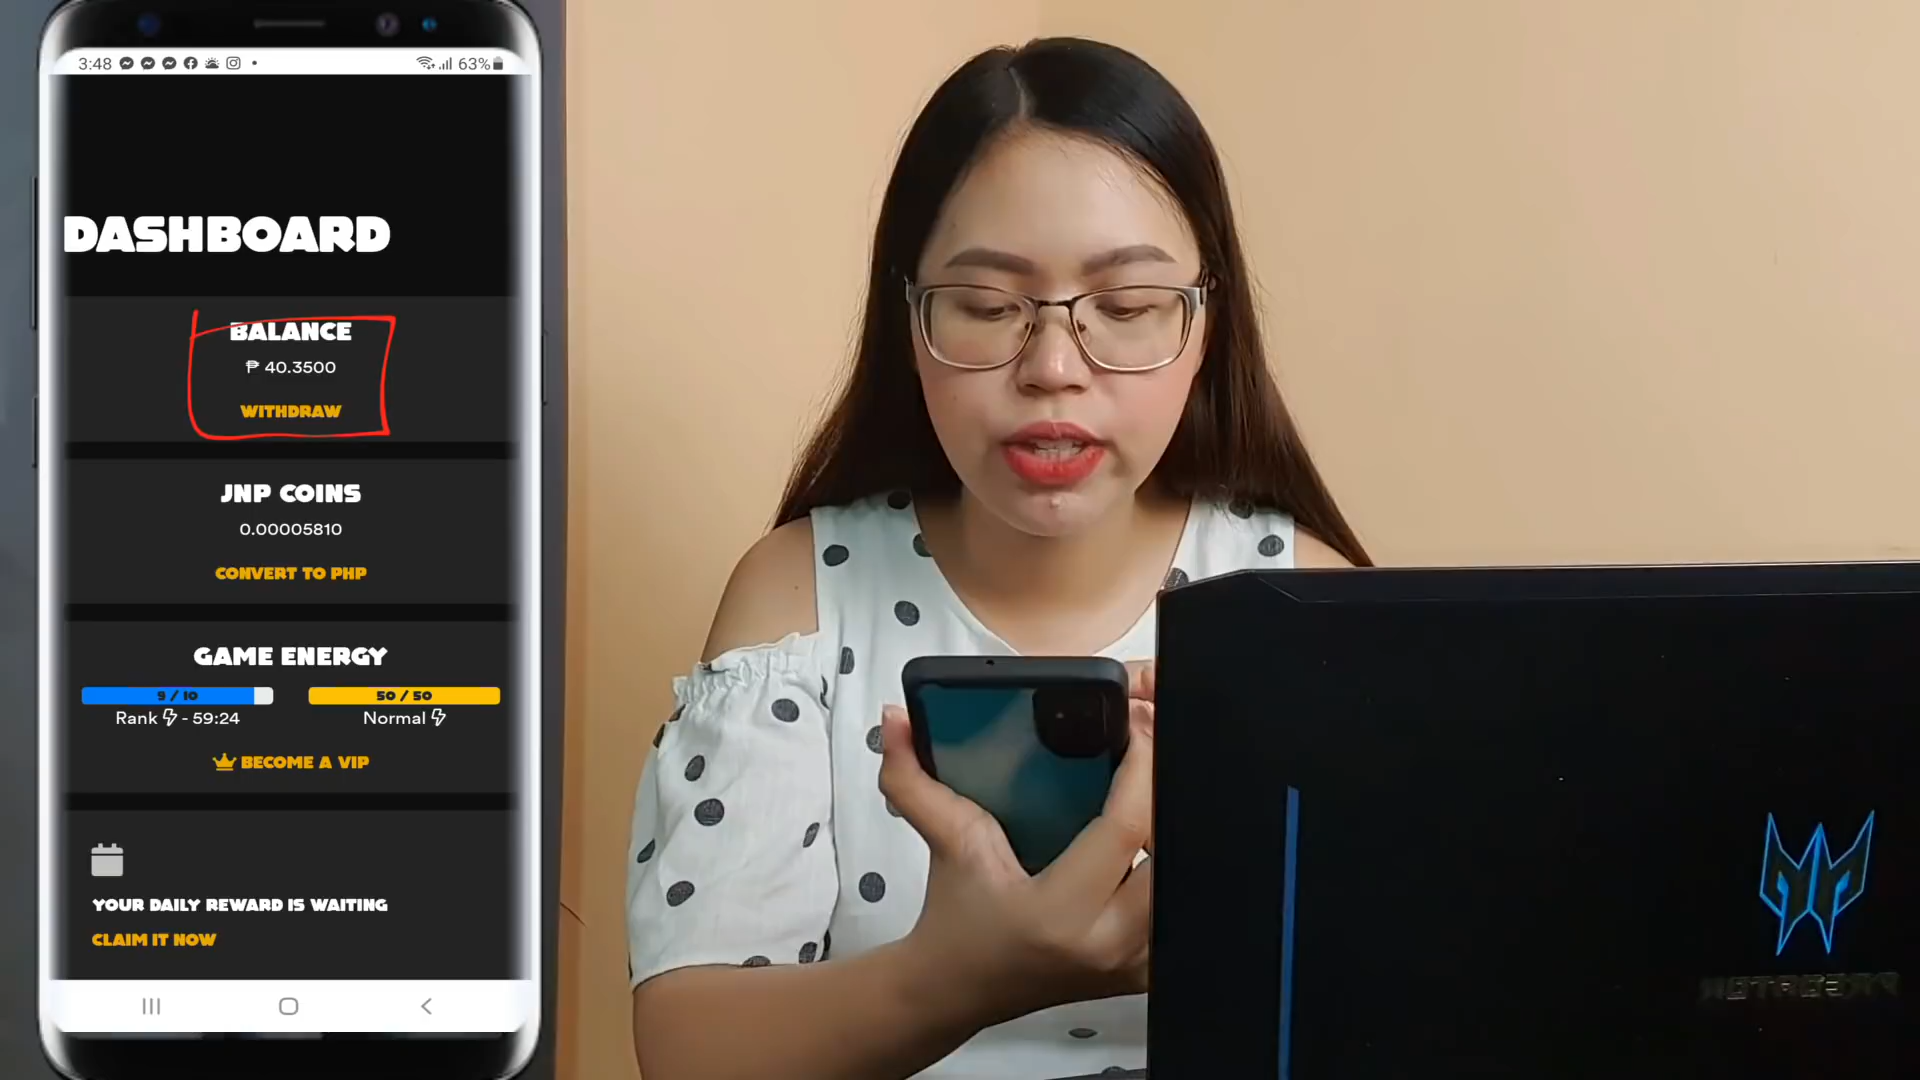 3:48
63%
DASHBOARD
BALANCE
₱ 40.3500
WITHDRAW
JNP COINS
0.00005810
CONVERT TO PHP
GAME ENERGY
9 / 10
50 / 50
Rank - 59:24
Normal
BECOME A VIP
YOUR DAILY REWARD IS WAITING
CLAIM IT NOW
PREDATOR